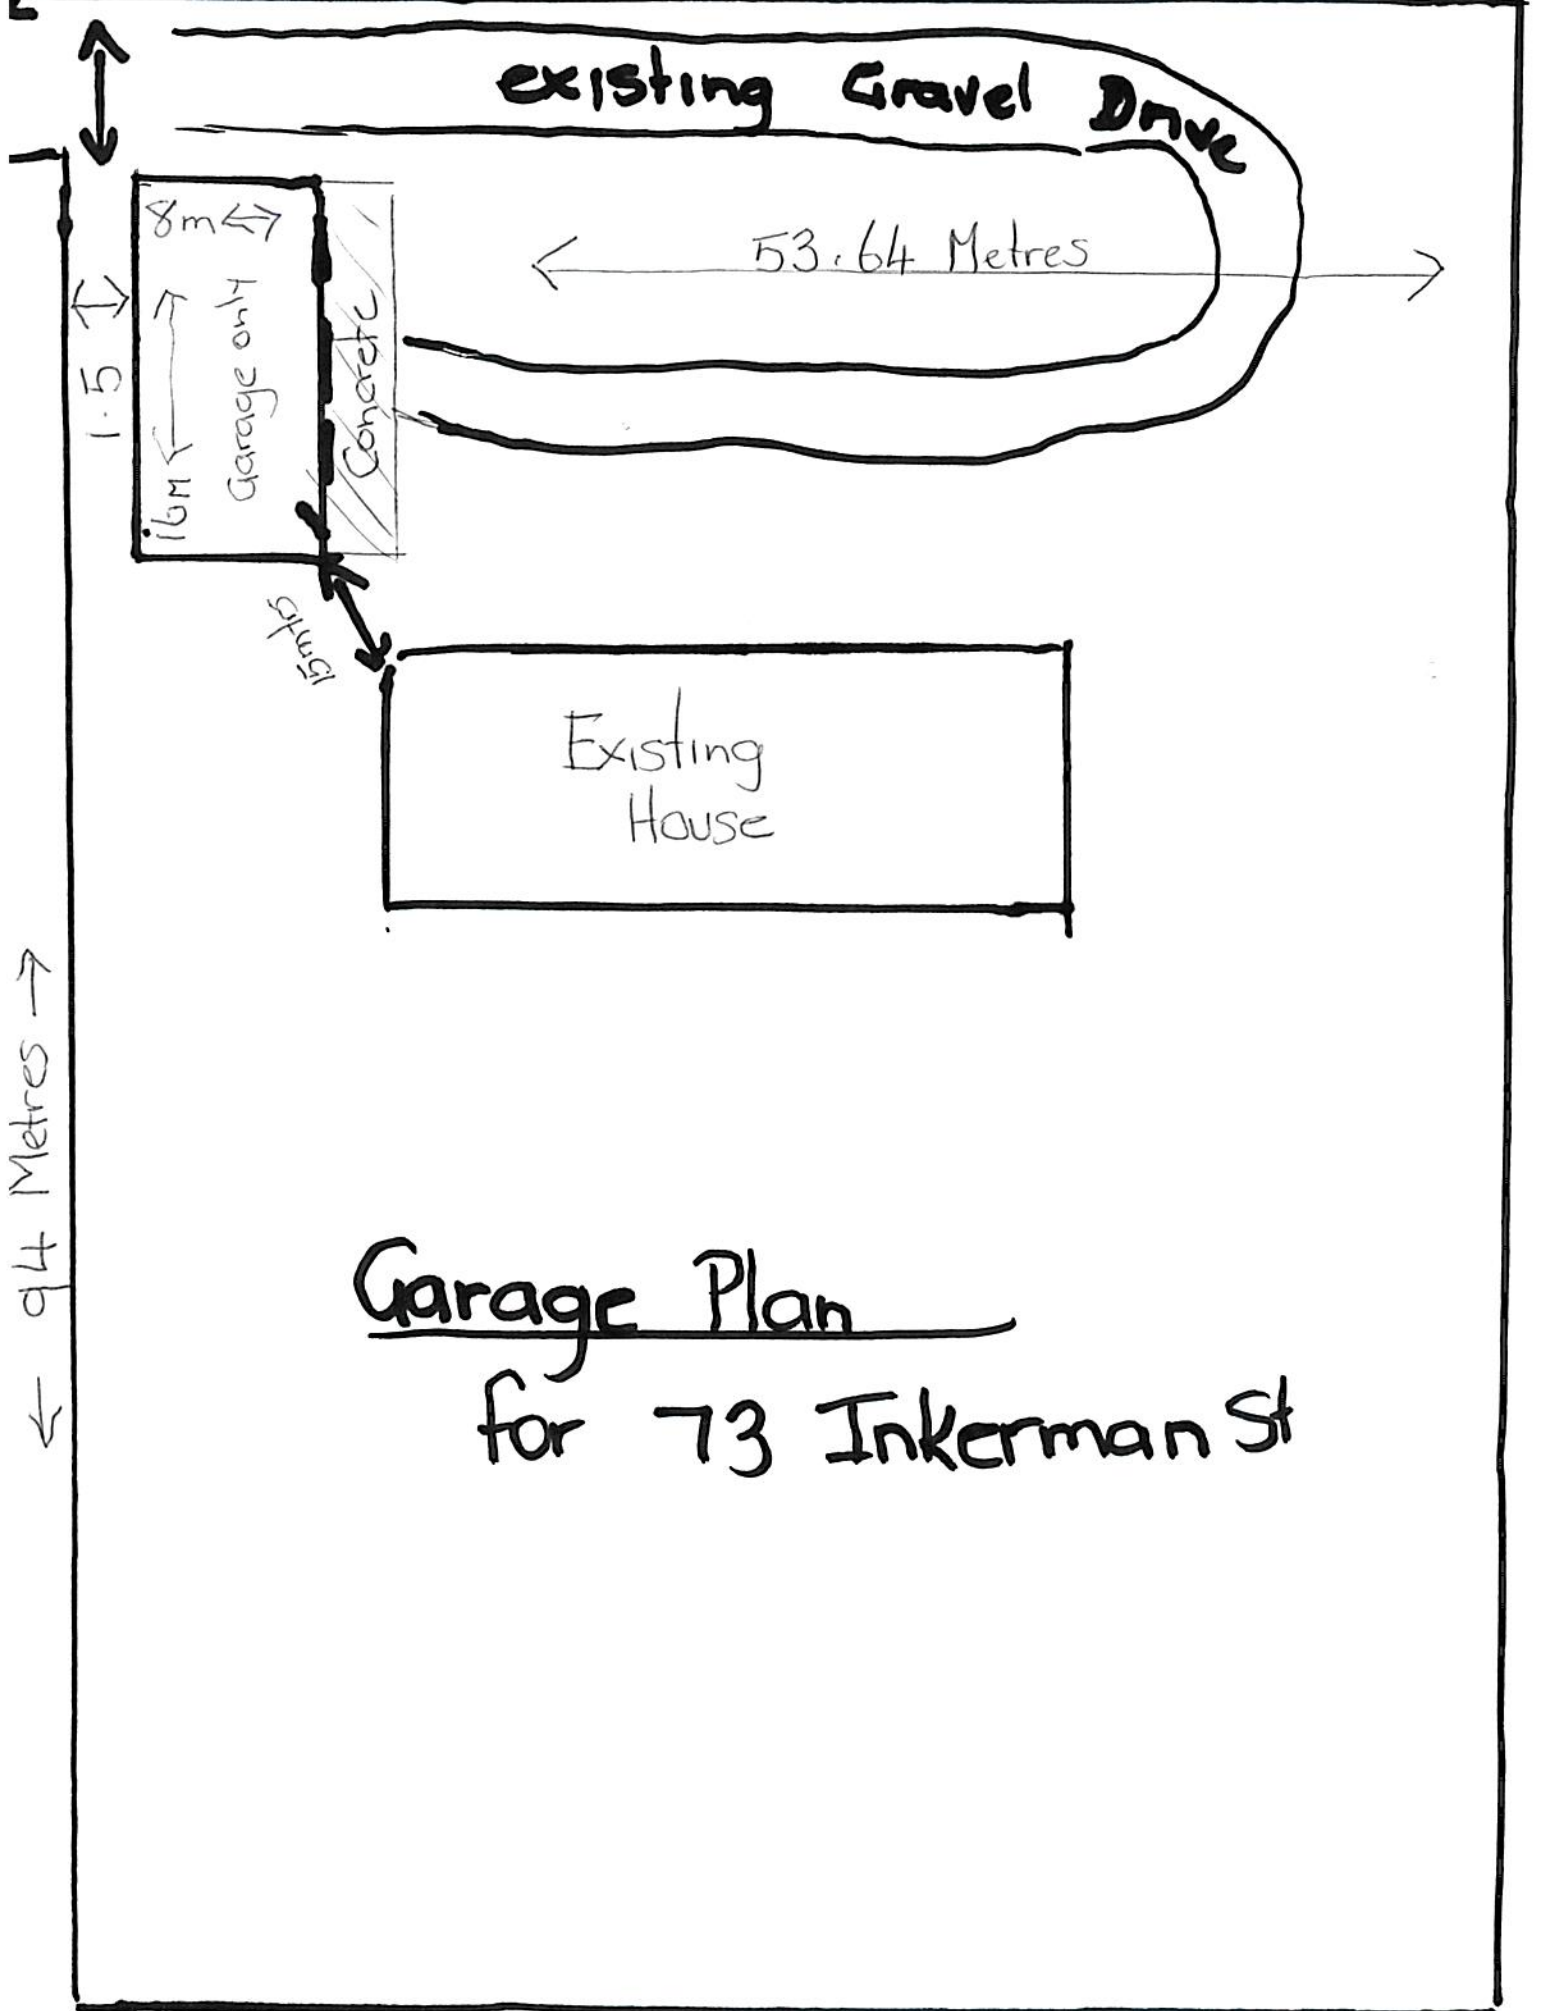 existing Gravel Drive
8m
53.64 Metres
1.5
16M
Garage only
Concrete
15mtrs
Existing
House
94 Metres
Garage Plan
for 73 Inkerman St